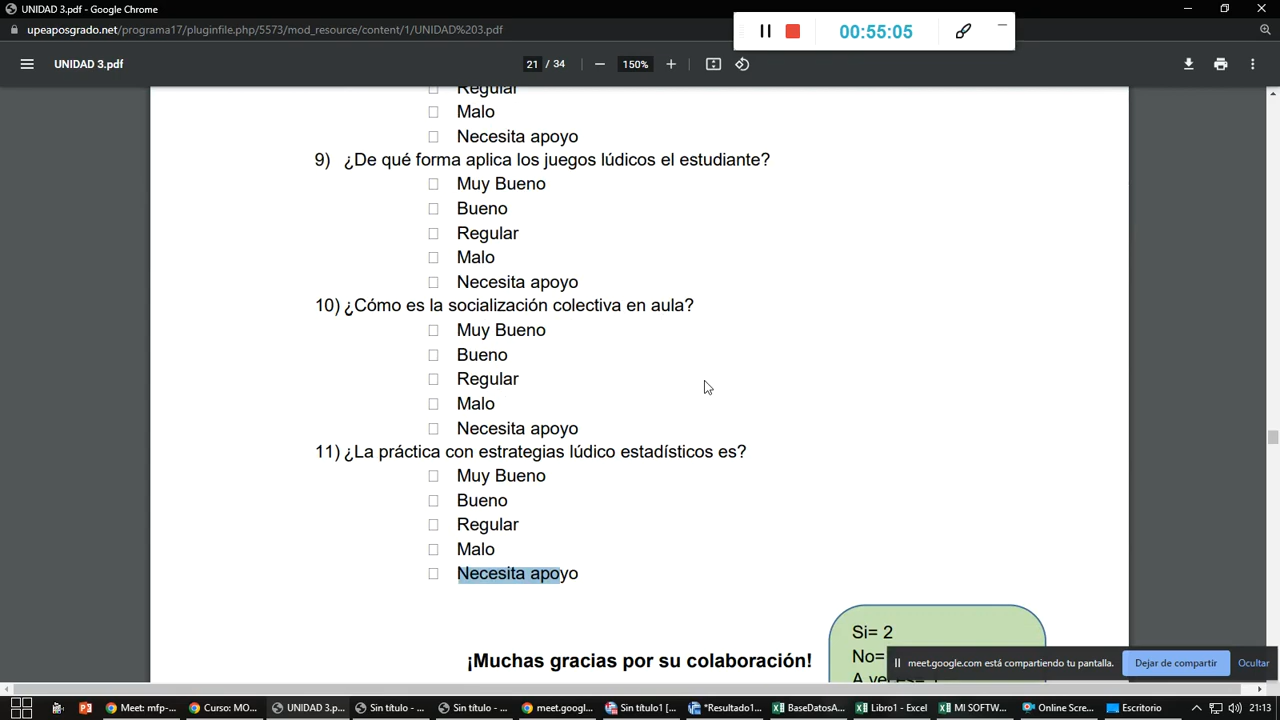 UNIDAD 3.pdf - Google Chrome
upeaposgrado.net/programa17/pluginfile.php/5573/mod_resource/content/1/UNIDAD%203.pdf
00:55:05
UNIDAD 3.pdf
21 / 34
150%
Regular
Malo
Necesita apoyo
9) ¿De qué forma aplica los juegos lúdicos el estudiante?
Muy Bueno
Bueno
Regular
Malo
Necesita apoyo
10) ¿Cómo es la socialización colectiva en aula?
Muy Bueno
Bueno
Regular
Malo
Necesita apoyo
11) ¿La práctica con estrategias lúdico estadísticos es?
Muy Bueno
Bueno
Regular
Malo
Necesita apoyo
¡Muchas gracias por su colaboración!
Si= 2
No=
meet.google.com está compartiendo tu pantalla.
Dejar de compartir
Ocultar
Meet: mfp-...
Curso: MO...
UNIDAD 3.p...
Sin título - ...
Sin título - ...
meet.googl...
Sin título1 [...
*Resultado1...
BaseDatosA...
Libro1 - Excel
MI SOFTW...
Online Scre...
Escritorio
21:13